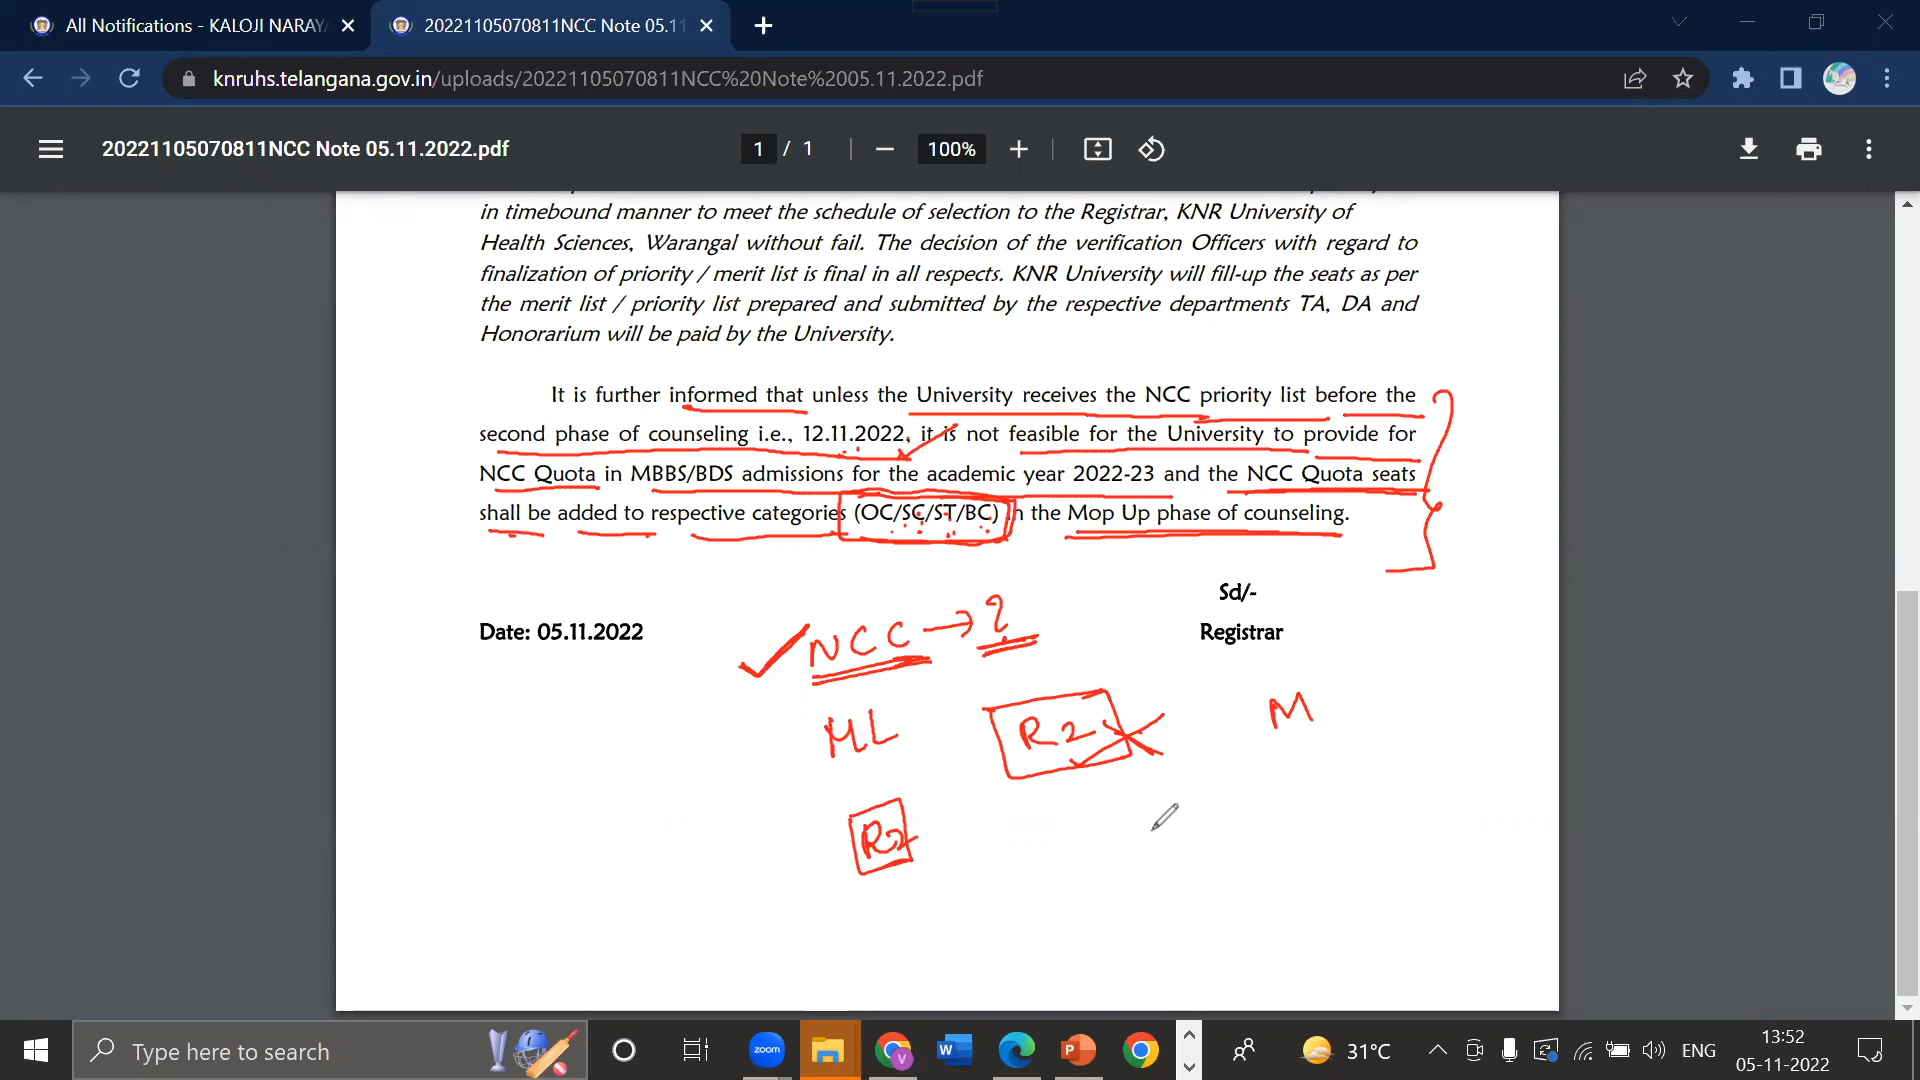 All Notifications - KALOJI NARAYA
20221105070811NCC Note 05.11
knruhs.telangana.gov.in/uploads/20221105070811NCC%20Note%2005.11.2022.pdf
20221105070811NCC Note 05.11.2022.pdf
1 / 1
100%
in timebound manner to meet the schedule of selection to the Registrar, KNR University of
Health Sciences, Warangal without fail. The decision of the verification Officers with regard to
finalization of priority / merit list is final in all respects. KNR University will fill-up the seats as per
the merit list / priority list prepared and submitted by the respective departments TA, DA and
Honorarium will be paid by the University.
It is further informed that unless the University receives the NCC priority list before the
second phase of counseling i.e., 12.11.2022, it is not feasible for the University to provide for
NCC Quota in MBBS/BDS admissions for the academic year 2022-23 and the NCC Quota seats
shall be added to respective categories (OC/SC/ST/BC) in the Mop Up phase of counseling.
Sd/-
Date: 05.11.2022
Registrar
NCC → ?
ML
R2
M
R2
Type here to search
zoom
V
W
P
31°C
ENG
13:52
05-11-2022